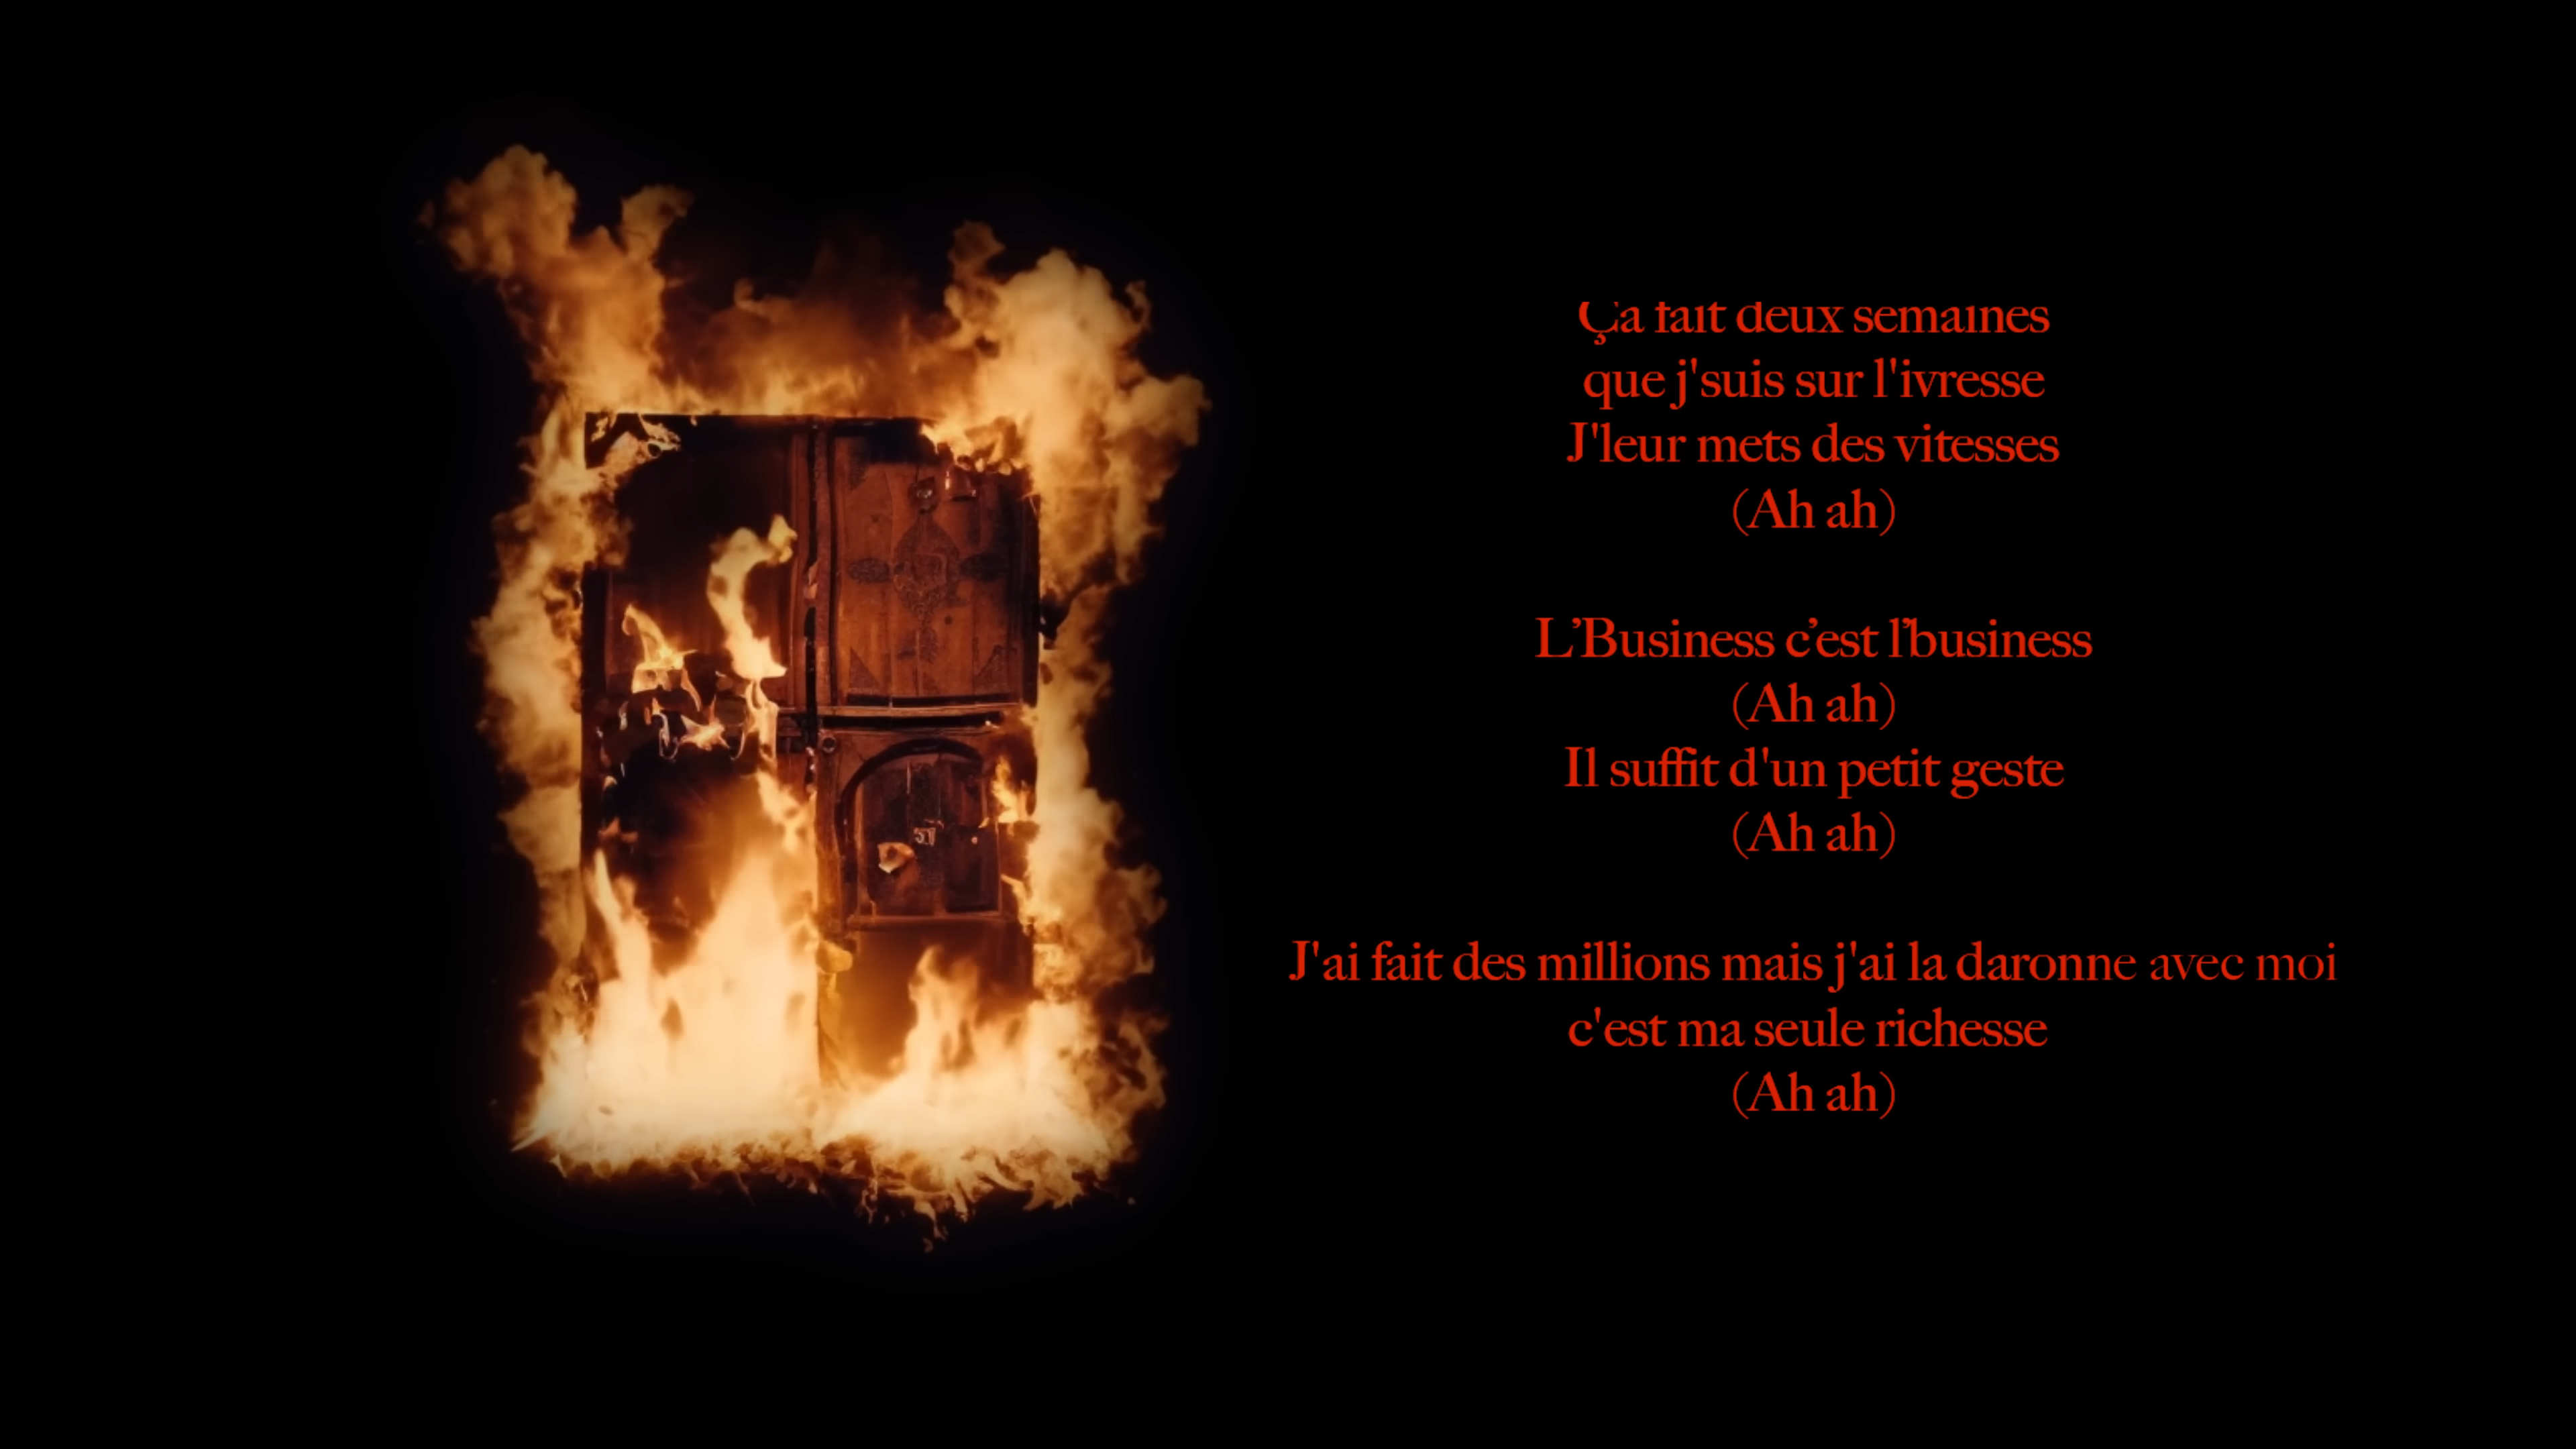 Ça fait deux semaines
que j'suis sur l'ivresse
J'leur mets des vitesses
(Ah ah)
L’Business c’est l’business
(Ah ah)
Il suffit d'un petit geste
(Ah ah)
J'ai fait des millions mais j'ai la daronne avec moi
c'est ma seule richesse
(Ah ah)